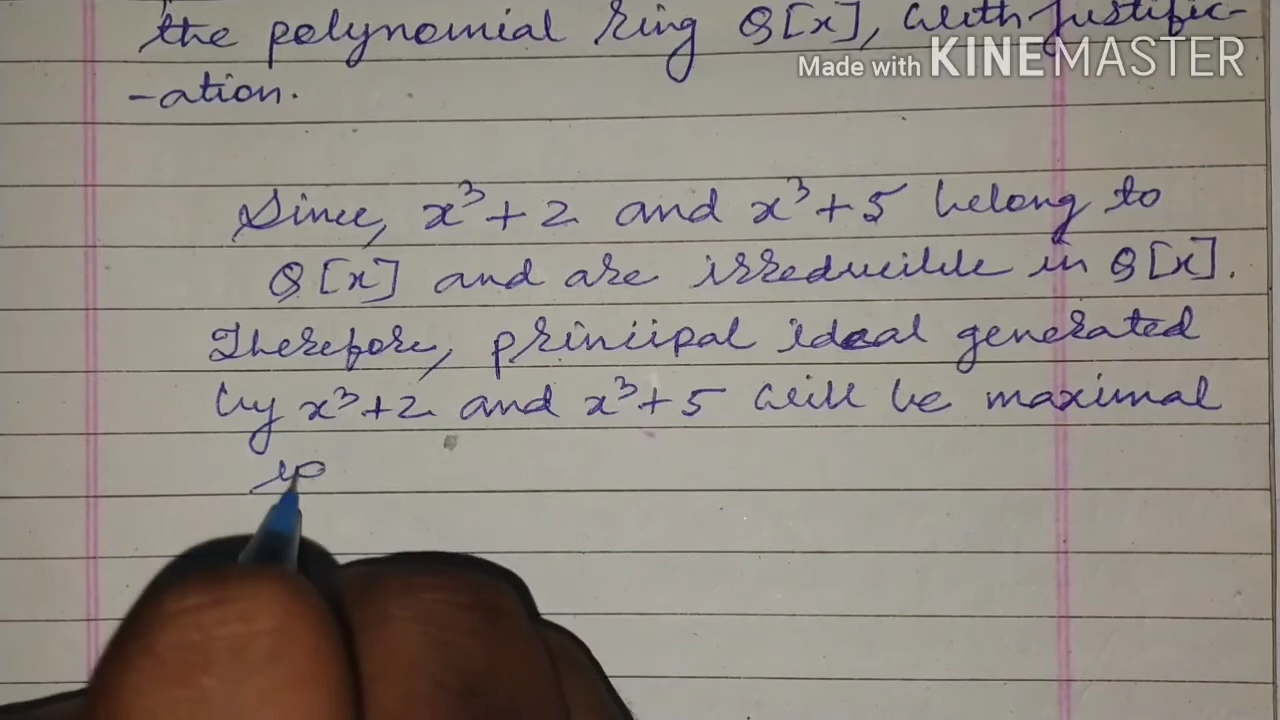 the polynomial ring Q[x], with justific-
Made with KINEMASTER
-ation.
Since, x³+2 and x³+5 belong to
Q[x] and are irreducible in Q[x].
Therefore, principal ideal generated
by x³+2 and x³+5 will be maximal